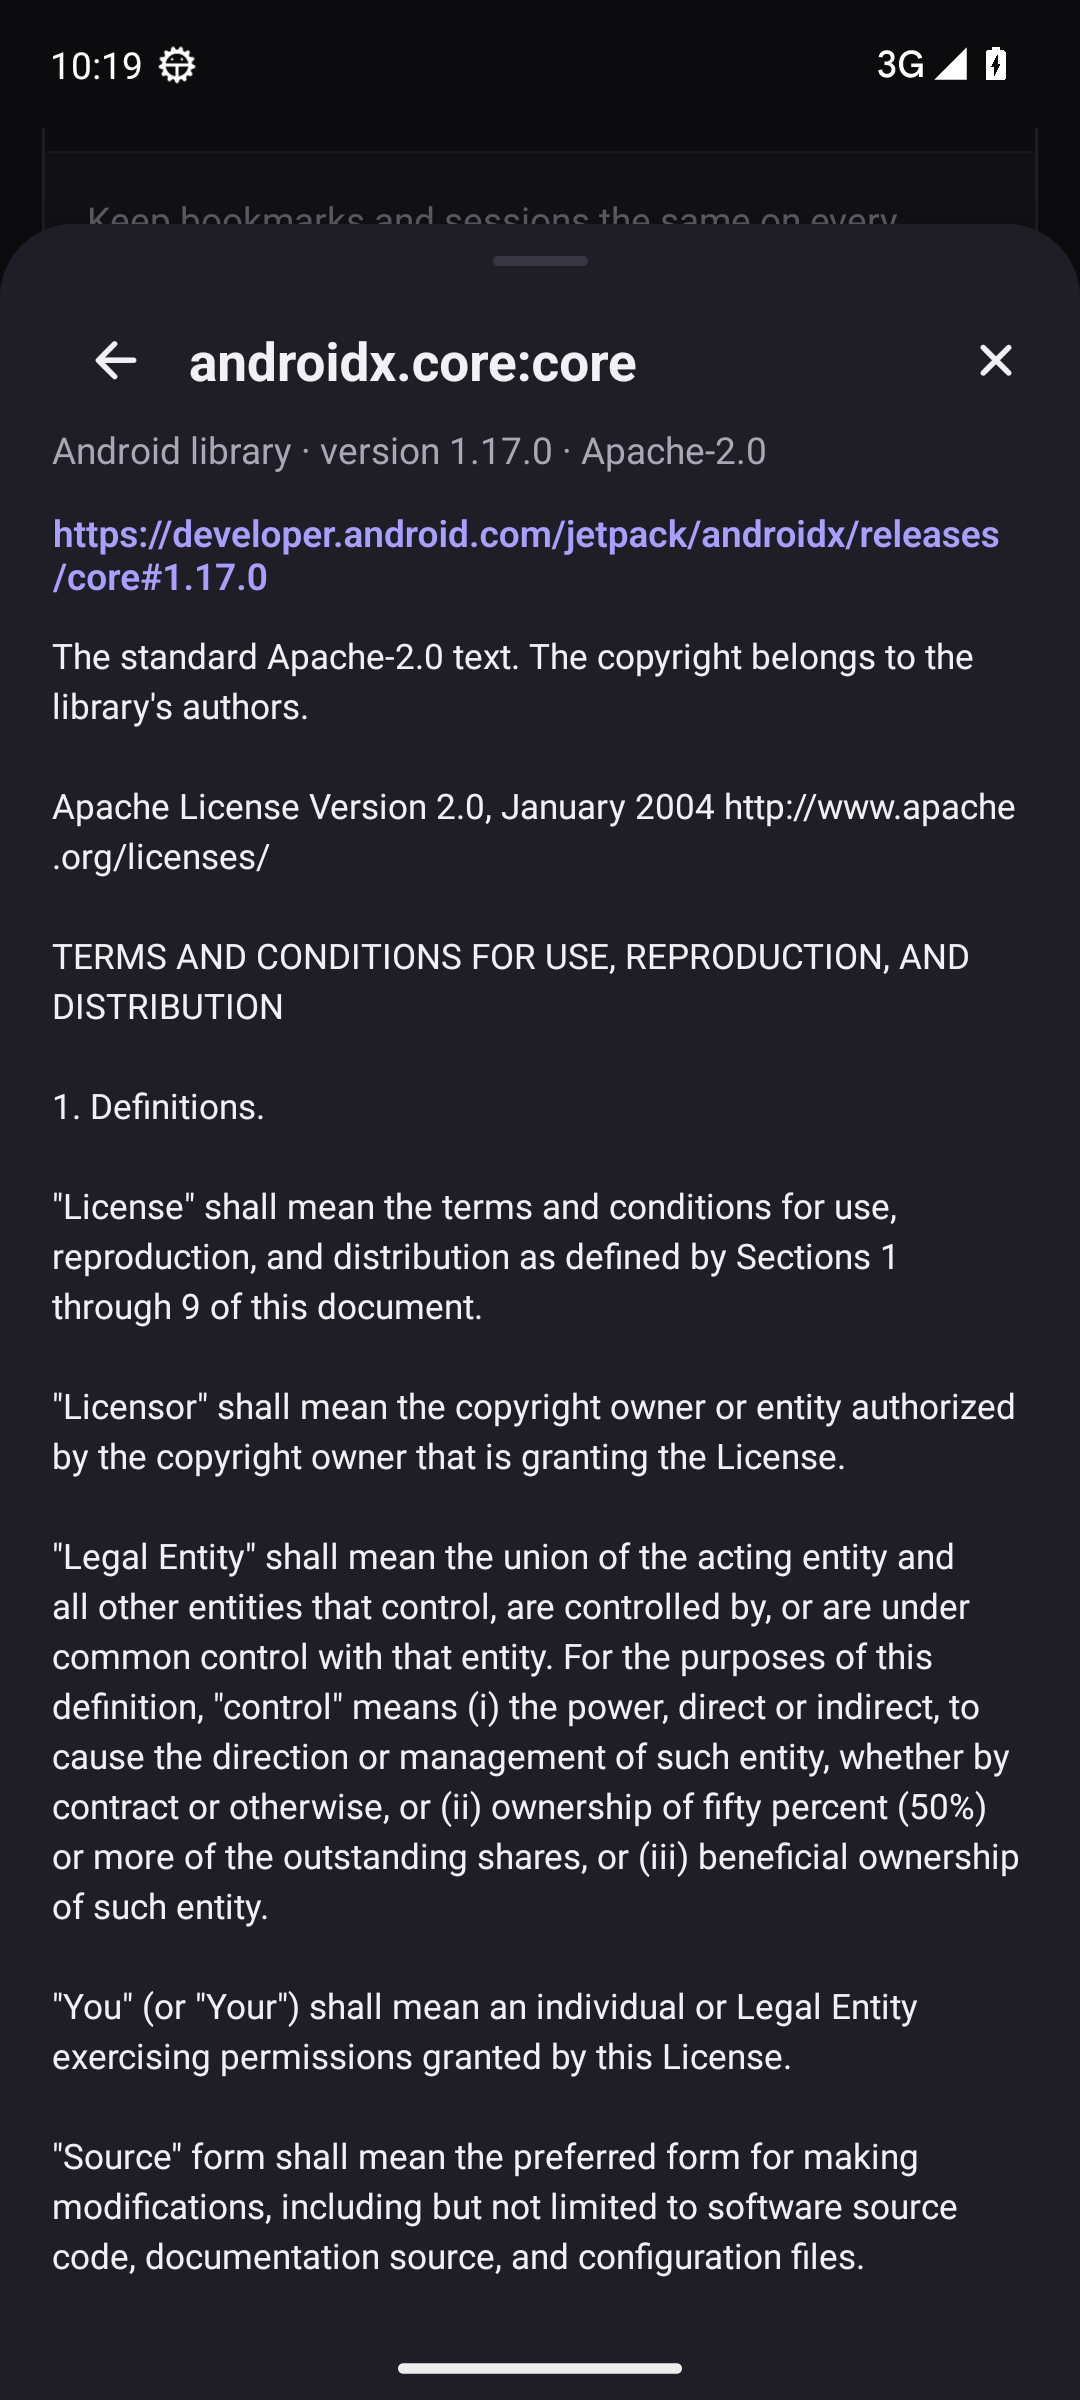 10:19
3G
Keep bookmarks and sessions the same on every
androidx.core:core
Android library · version 1.17.0 · Apache-2.0
https://developer.android.com/jetpack/androidx/releases
/core#1.17.0
The standard Apache-2.0 text. The copyright belongs to the
library's authors.
Apache License Version 2.0, January 2004 http://www.apache
.org/licenses/
TERMS AND CONDITIONS FOR USE, REPRODUCTION, AND
DISTRIBUTION
1. Definitions.
"License" shall mean the terms and conditions for use,
reproduction, and distribution as defined by Sections 1
through 9 of this document.
"Licensor" shall mean the copyright owner or entity authorized
by the copyright owner that is granting the License.
"Legal Entity" shall mean the union of the acting entity and
all other entities that control, are controlled by, or are under
common control with that entity. For the purposes of this
definition, "control" means (i) the power, direct or indirect, to
cause the direction or management of such entity, whether by
contract or otherwise, or (ii) ownership of fifty percent (50%)
or more of the outstanding shares, or (iii) beneficial ownership
of such entity.
"You" (or "Your") shall mean an individual or Legal Entity
exercising permissions granted by this License.
"Source" form shall mean the preferred form for making
modifications, including but not limited to software source
code, documentation source, and configuration files.